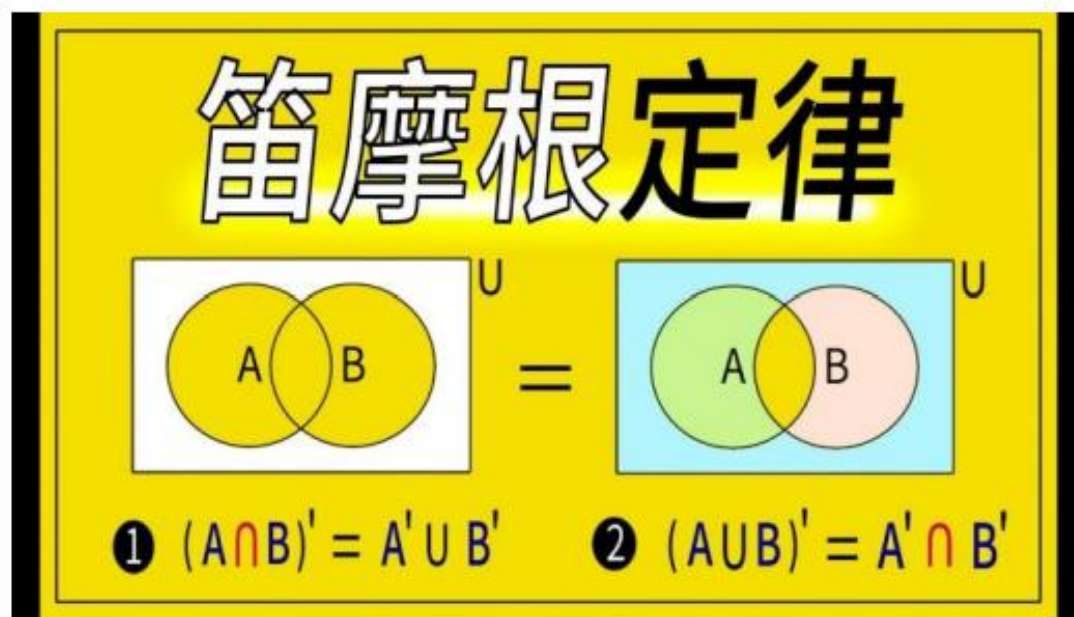 笛摩根定律
A B U = A B U
❶ (A∩B)' = A'∪B' ❷ (A∪B)' = A'∩B'